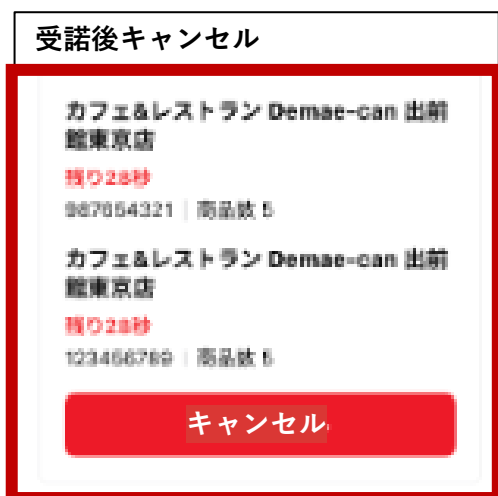 受諾後キャンセル
カフェ&レストラン Demae-can 出前
館東京店
残り28秒
987654321 | 商品数 5
カフェ&レストラン Demae-can 出前
館東京店
残り28秒
123456789 | 商品数 5
キャンセル